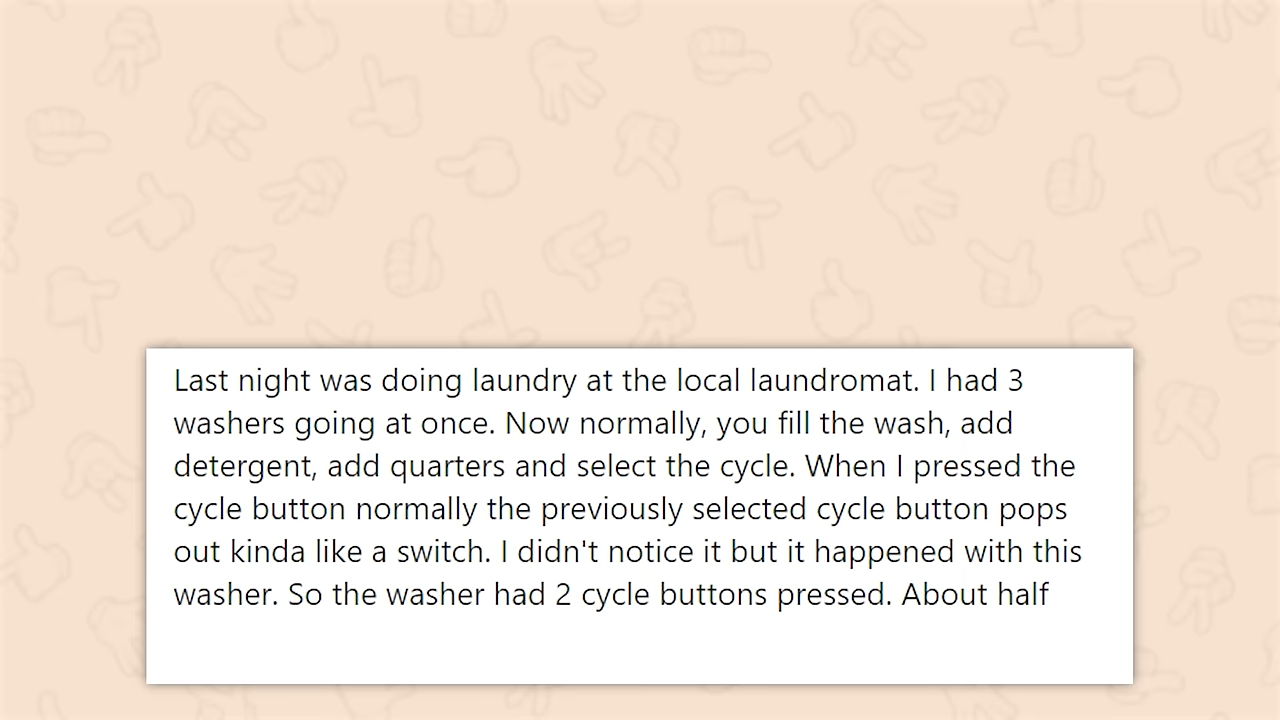 Last night was doing laundry at the local laundromat. I had 3
washers going at once. Now normally, you fill the wash, add
detergent, add quarters and select the cycle. When I pressed the
cycle button normally the previously selected cycle button pops
out kinda like a switch. I didn't notice it but it happened with this
washer. So the washer had 2 cycle buttons pressed. About half